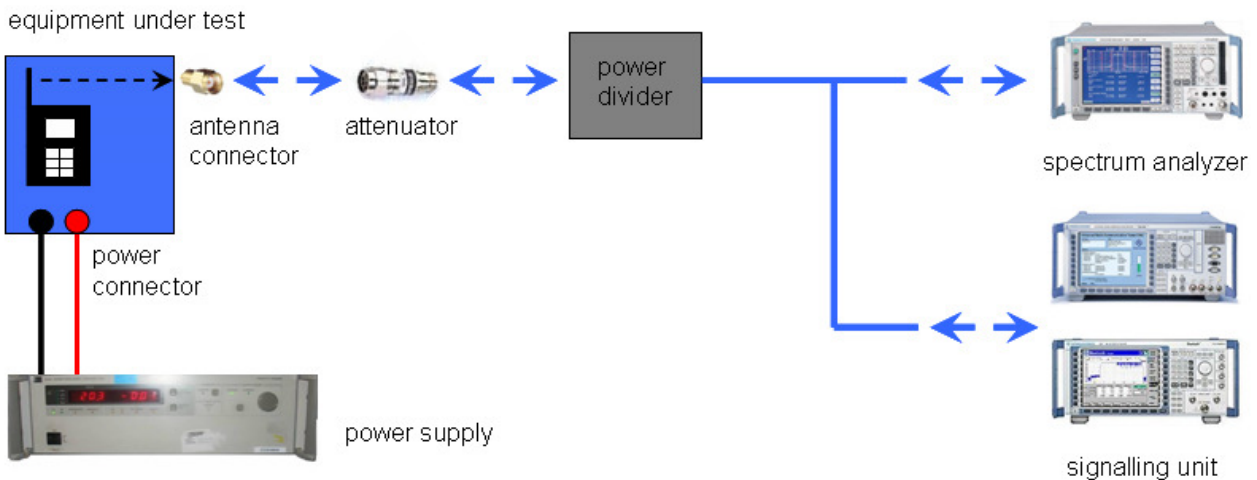 equipment under test
antenna
connector
attenuator
power
divider
spectrum analyzer
power
connector
power supply
signalling unit